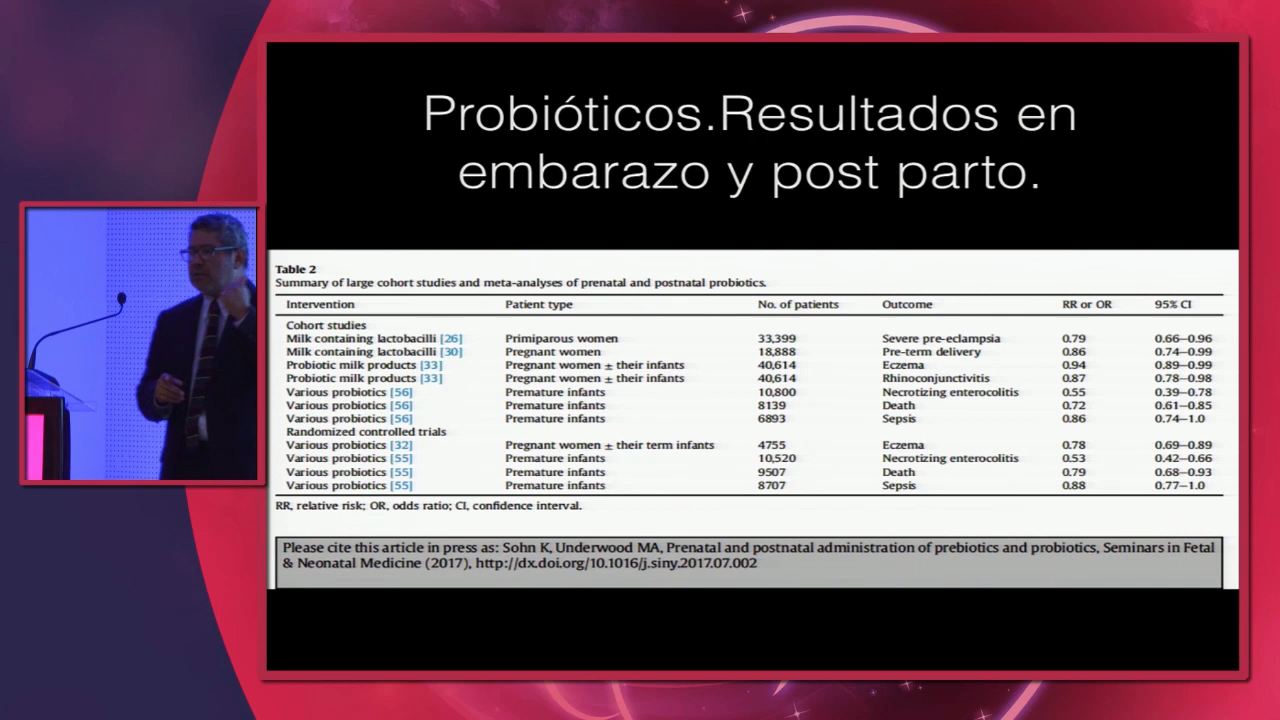 Probióticos.Resultados en
embarazo y post parto.
Table 2
Summary of large cohort studies and meta-analyses of prenatal and postnatal probiotics.
Intervention Patient type No. of patients Outcome RR or OR 95% CI
Cohort studies
Milk containing lactobacilli [26] Primiparous women 33,399 Severe pre-eclampsia 0.79 0.66–0.96
Milk containing lactobacilli [30] Pregnant women 18,888 Pre-term delivery 0.86 0.74–0.99
Probiotic milk products [33] Pregnant women ± their infants 40,614 Eczema 0.94 0.89–0.99
Probiotic milk products [33] Pregnant women ± their infants 40,614 Rhinoconjunctivitis 0.87 0.78–0.98
Various probiotics [56] Premature infants 10,800 Necrotizing enterocolitis 0.55 0.39–0.78
Various probiotics [56] Premature infants 8139 Death 0.72 0.61–0.85
Various probiotics [56] Premature infants 6893 Sepsis 0.86 0.74–1.0
Randomized controlled trials
Various probiotics [32] Pregnant women ± their term infants 4755 Eczema 0.78 0.69–0.89
Various probiotics [55] Premature infants 10,520 Necrotizing enterocolitis 0.53 0.42–0.66
Various probiotics [55] Premature infants 9507 Death 0.79 0.68–0.93
Various probiotics [55] Premature infants 8707 Sepsis 0.88 0.77–1.0
RR, relative risk; OR, odds ratio; CI, confidence interval.
Please cite this article in press as: Sohn K, Underwood MA, Prenatal and postnatal administration of prebiotics and probiotics, Seminars in Fetal
& Neonatal Medicine (2017), http://dx.doi.org/10.1016/j.siny.2017.07.002